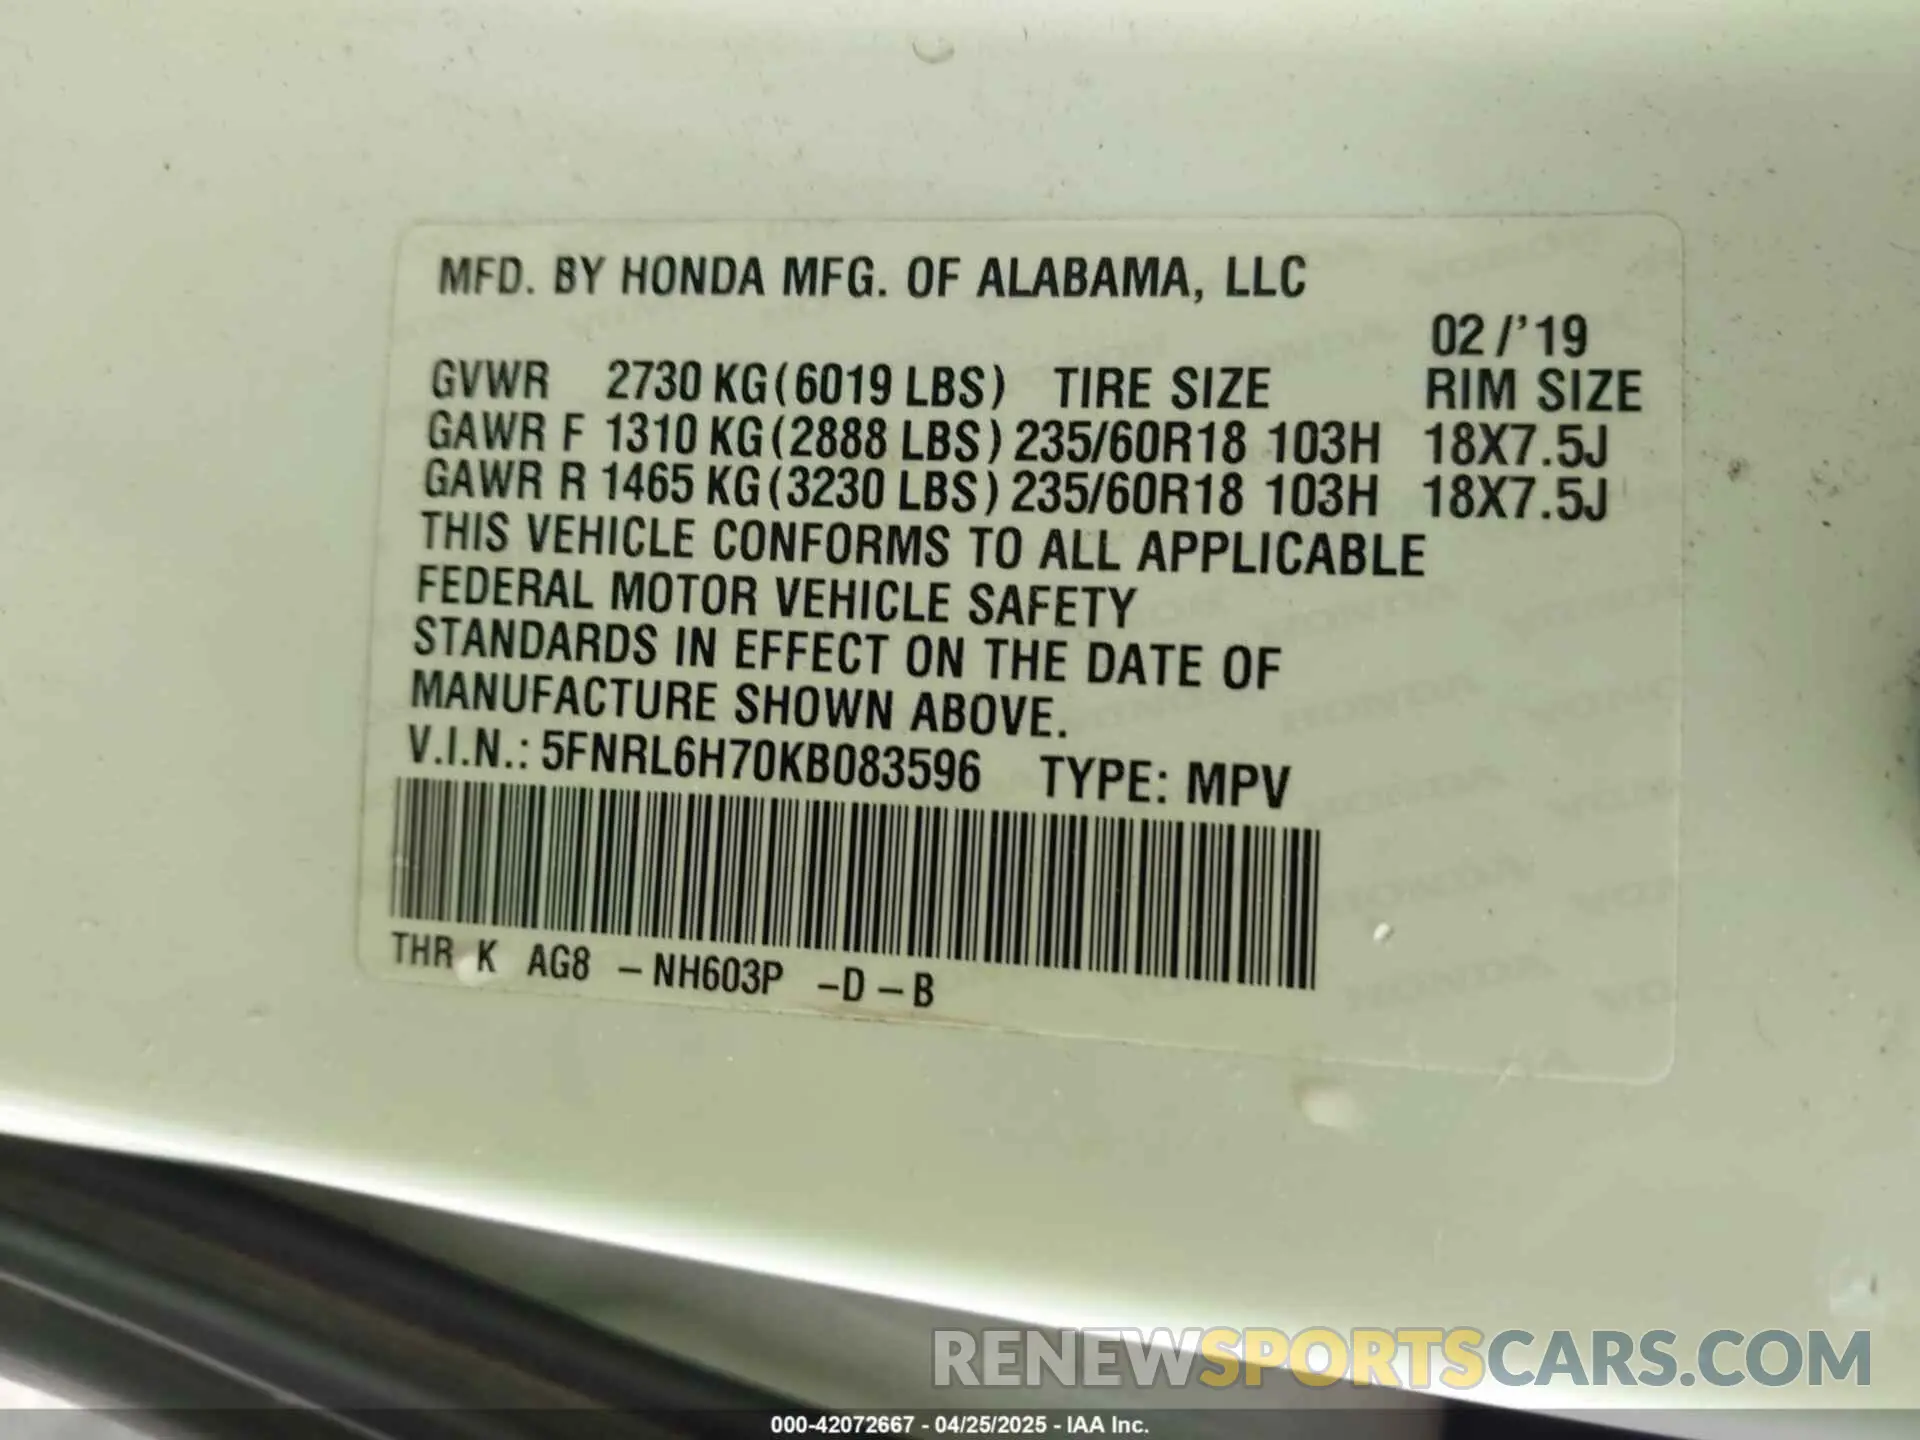 MFD. BY HONDA MFG. OF ALABAMA, LLC
02/'19
GVWR 2730 KG(6019 LBS) TIRE SIZE RIM SIZE
GAWR F 1310 KG(2888 LBS) 235/60R18 103H 18X7.5J
GAWR R 1465 KG(3230 LBS) 235/60R18 103H 18X7.5J
THIS VEHICLE CONFORMS TO ALL APPLICABLE
FEDERAL MOTOR VEHICLE SAFETY
STANDARDS IN EFFECT ON THE DATE OF
MANUFACTURE SHOWN ABOVE.
V.I.N.: 5FNRL6H70KB083596 TYPE: MPV
THR K AG8 -NH603P -D-B
RENEWSPORTSCARS.COM
000-42072667 - 04/25/2025 - IAA Inc.